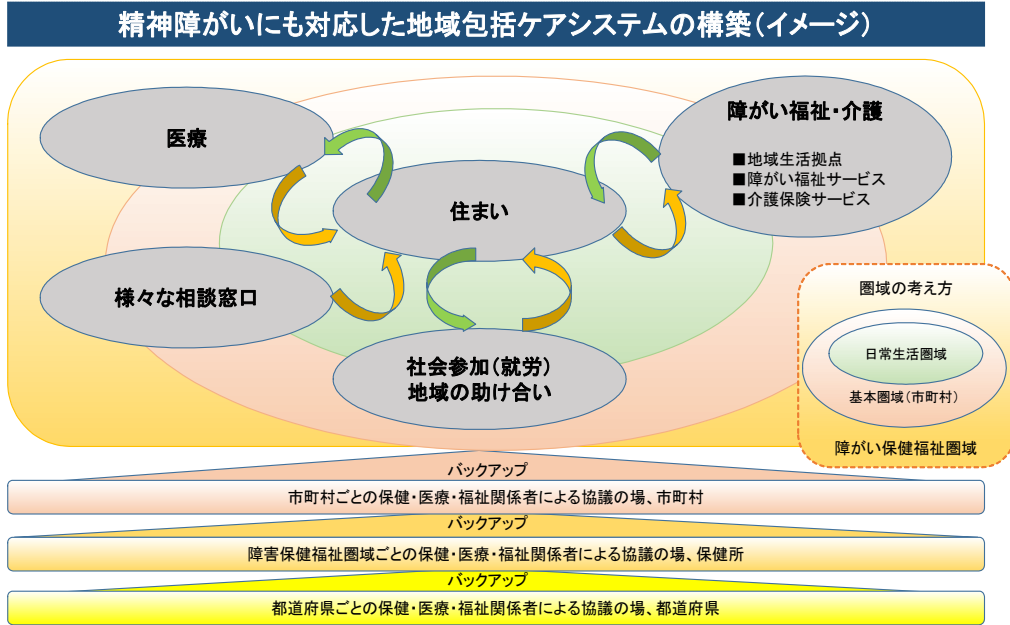 精神障がいにも対応した地域包括ケアシステムの構築（イメージ）
医療
障がい福祉・介護
■地域生活拠点
■障がい福祉サービス
■介護保険サービス
住まい
様々な相談窓口
社会参加（就労）
地域の助け合い
圏域の考え方
日常生活圏域
基本圏域（市町村）
障がい保健福祉圏域
バックアップ
市町村ごとの保健・医療・福祉関係者による協議の場、市町村
バックアップ
障害保健福祉圏域ごとの保健・医療・福祉関係者による協議の場、保健所
バックアップ
都道府県ごとの保健・医療・福祉関係者による協議の場、都道府県